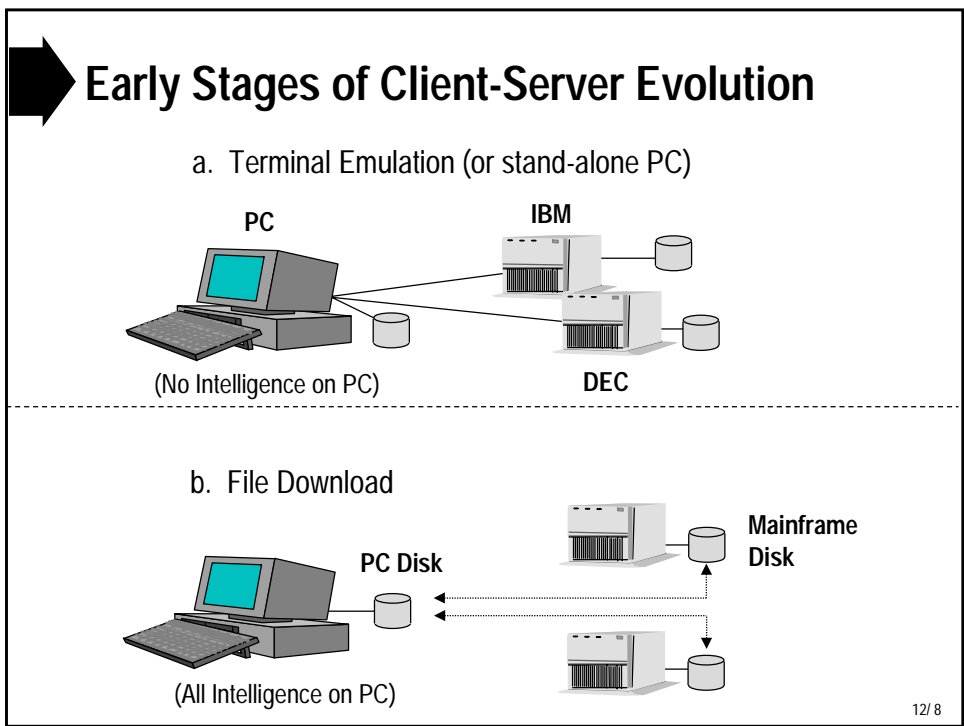 Early Stages of Client-Server Evolution
a. Terminal Emulation (or stand-alone PC)
PC
IBM
(No Intelligence on PC)
DEC
b. File Download
PC Disk
Mainframe
Disk
(All Intelligence on PC)
12/ 8